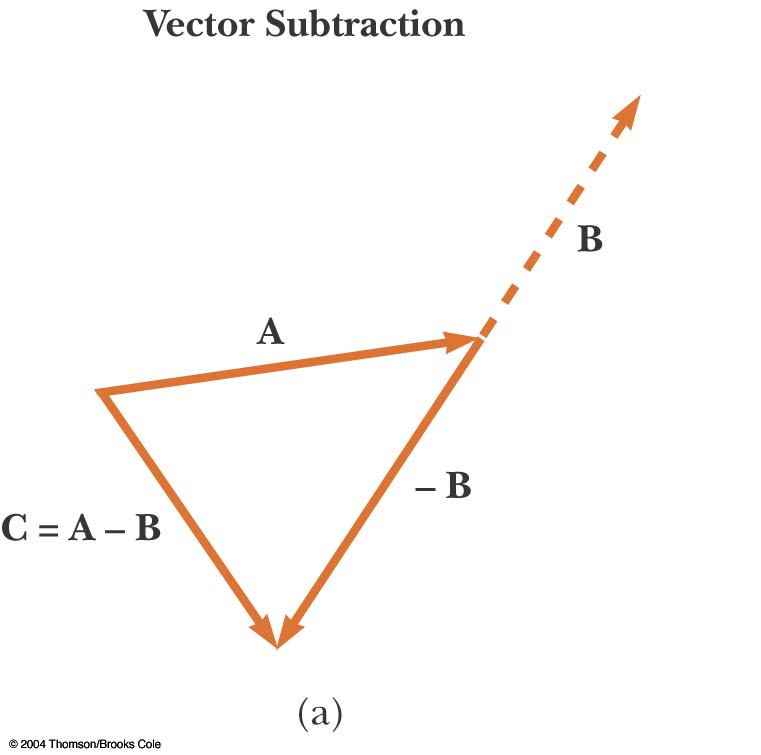 Vector Subtraction
B
A
– B
C = A – B
(a)
© 2004 Thomson/Brooks Cole